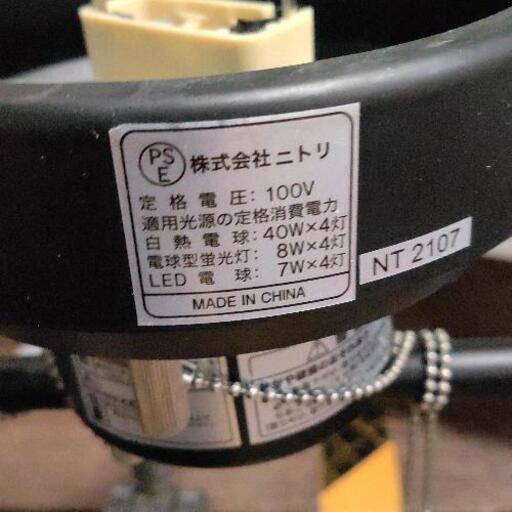 PS
E
株式会社ニトリ
定格電圧：100V
適用光源の定格消費電力
白熱電球：40W×4灯
電球型蛍光灯：8W×4灯
LED電球：7W×4灯
MADE IN CHINA
NT 2107